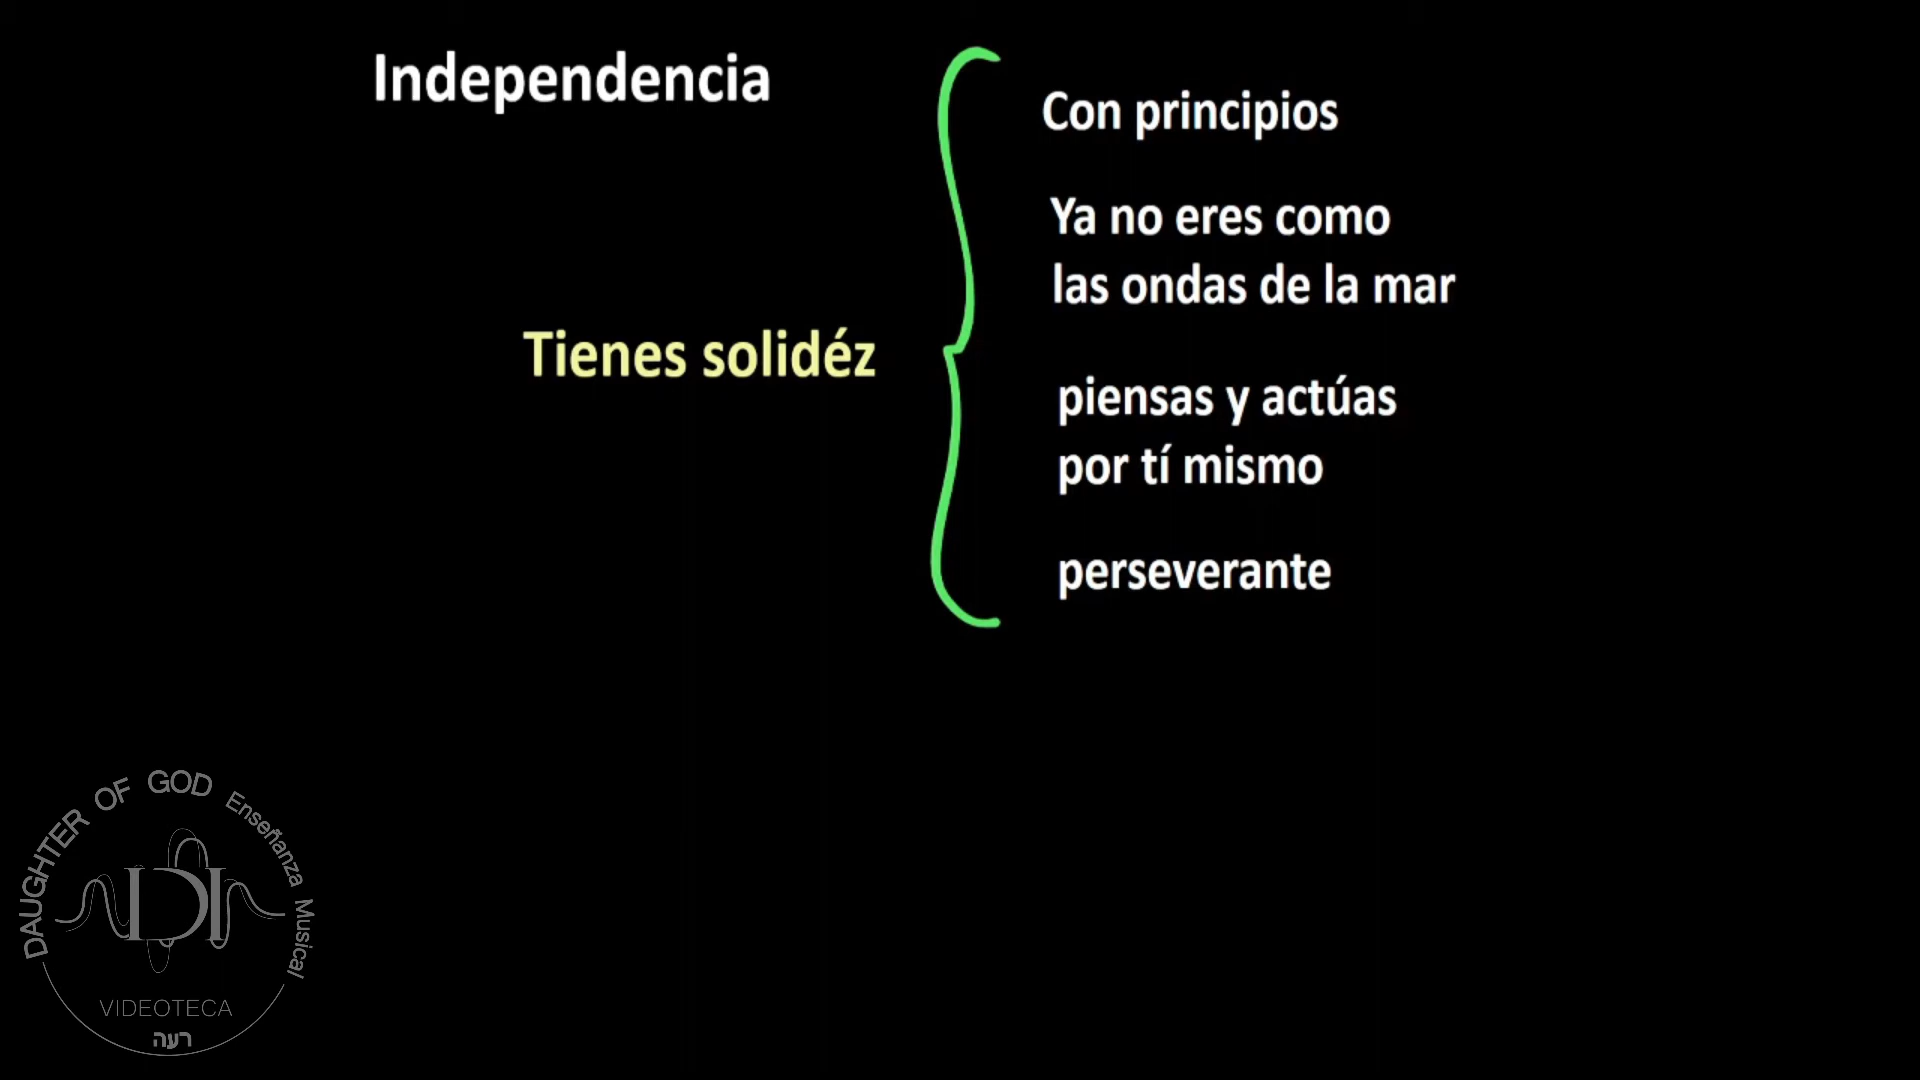 Independencia
Con principios
Ya no eres como
las ondas de la mar
Tienes solidéz
piensas y actúas
por tí mismo
perseverante
DAUGHTER OF GOD Enseñanza Musical
DI
VIDEOTECA
רעה